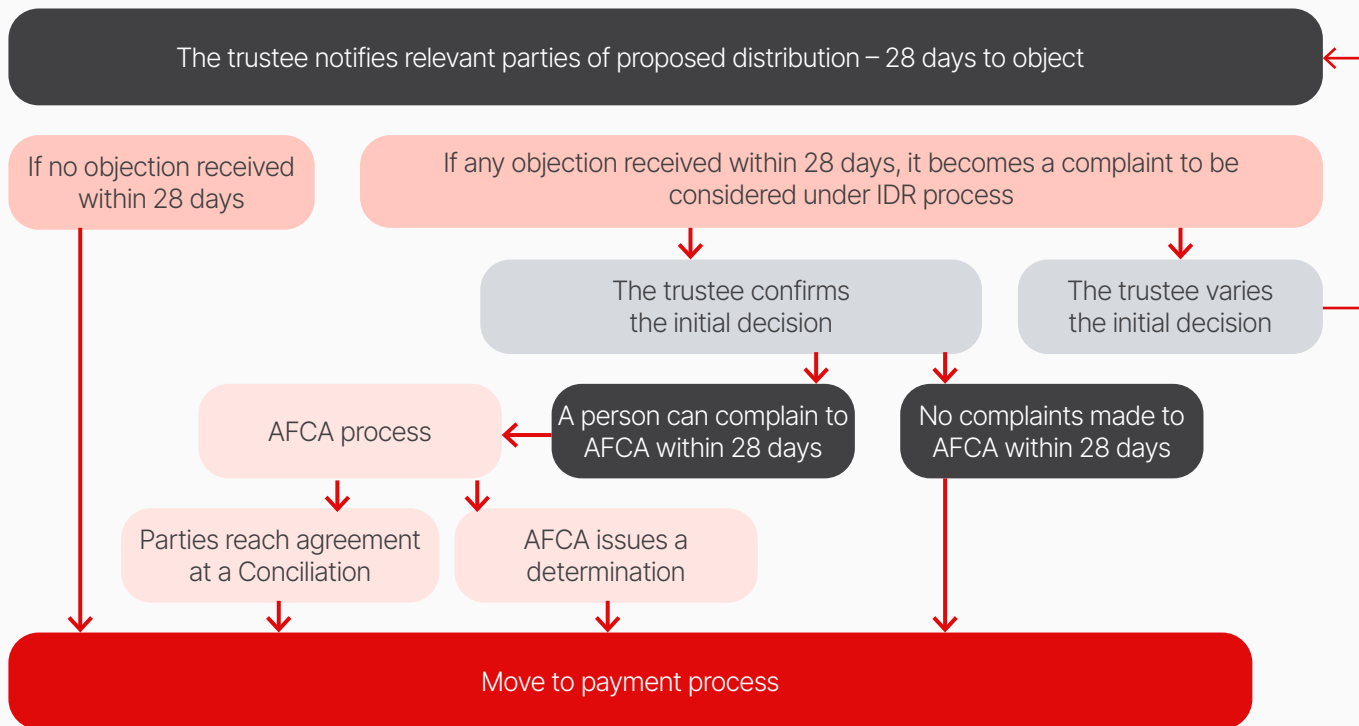 The trustee notifies relevant parties of proposed distribution – 28 days to object
If no objection received
within 28 days
If any objection received within 28 days, it becomes a complaint to be
considered under IDR process
The trustee confirms
the initial decision
The trustee varies
the initial decision
AFCA process
A person can complain to
AFCA within 28 days
No complaints made to
AFCA within 28 days
Parties reach agreement
at a Conciliation
AFCA issues a
determination
Move to payment process